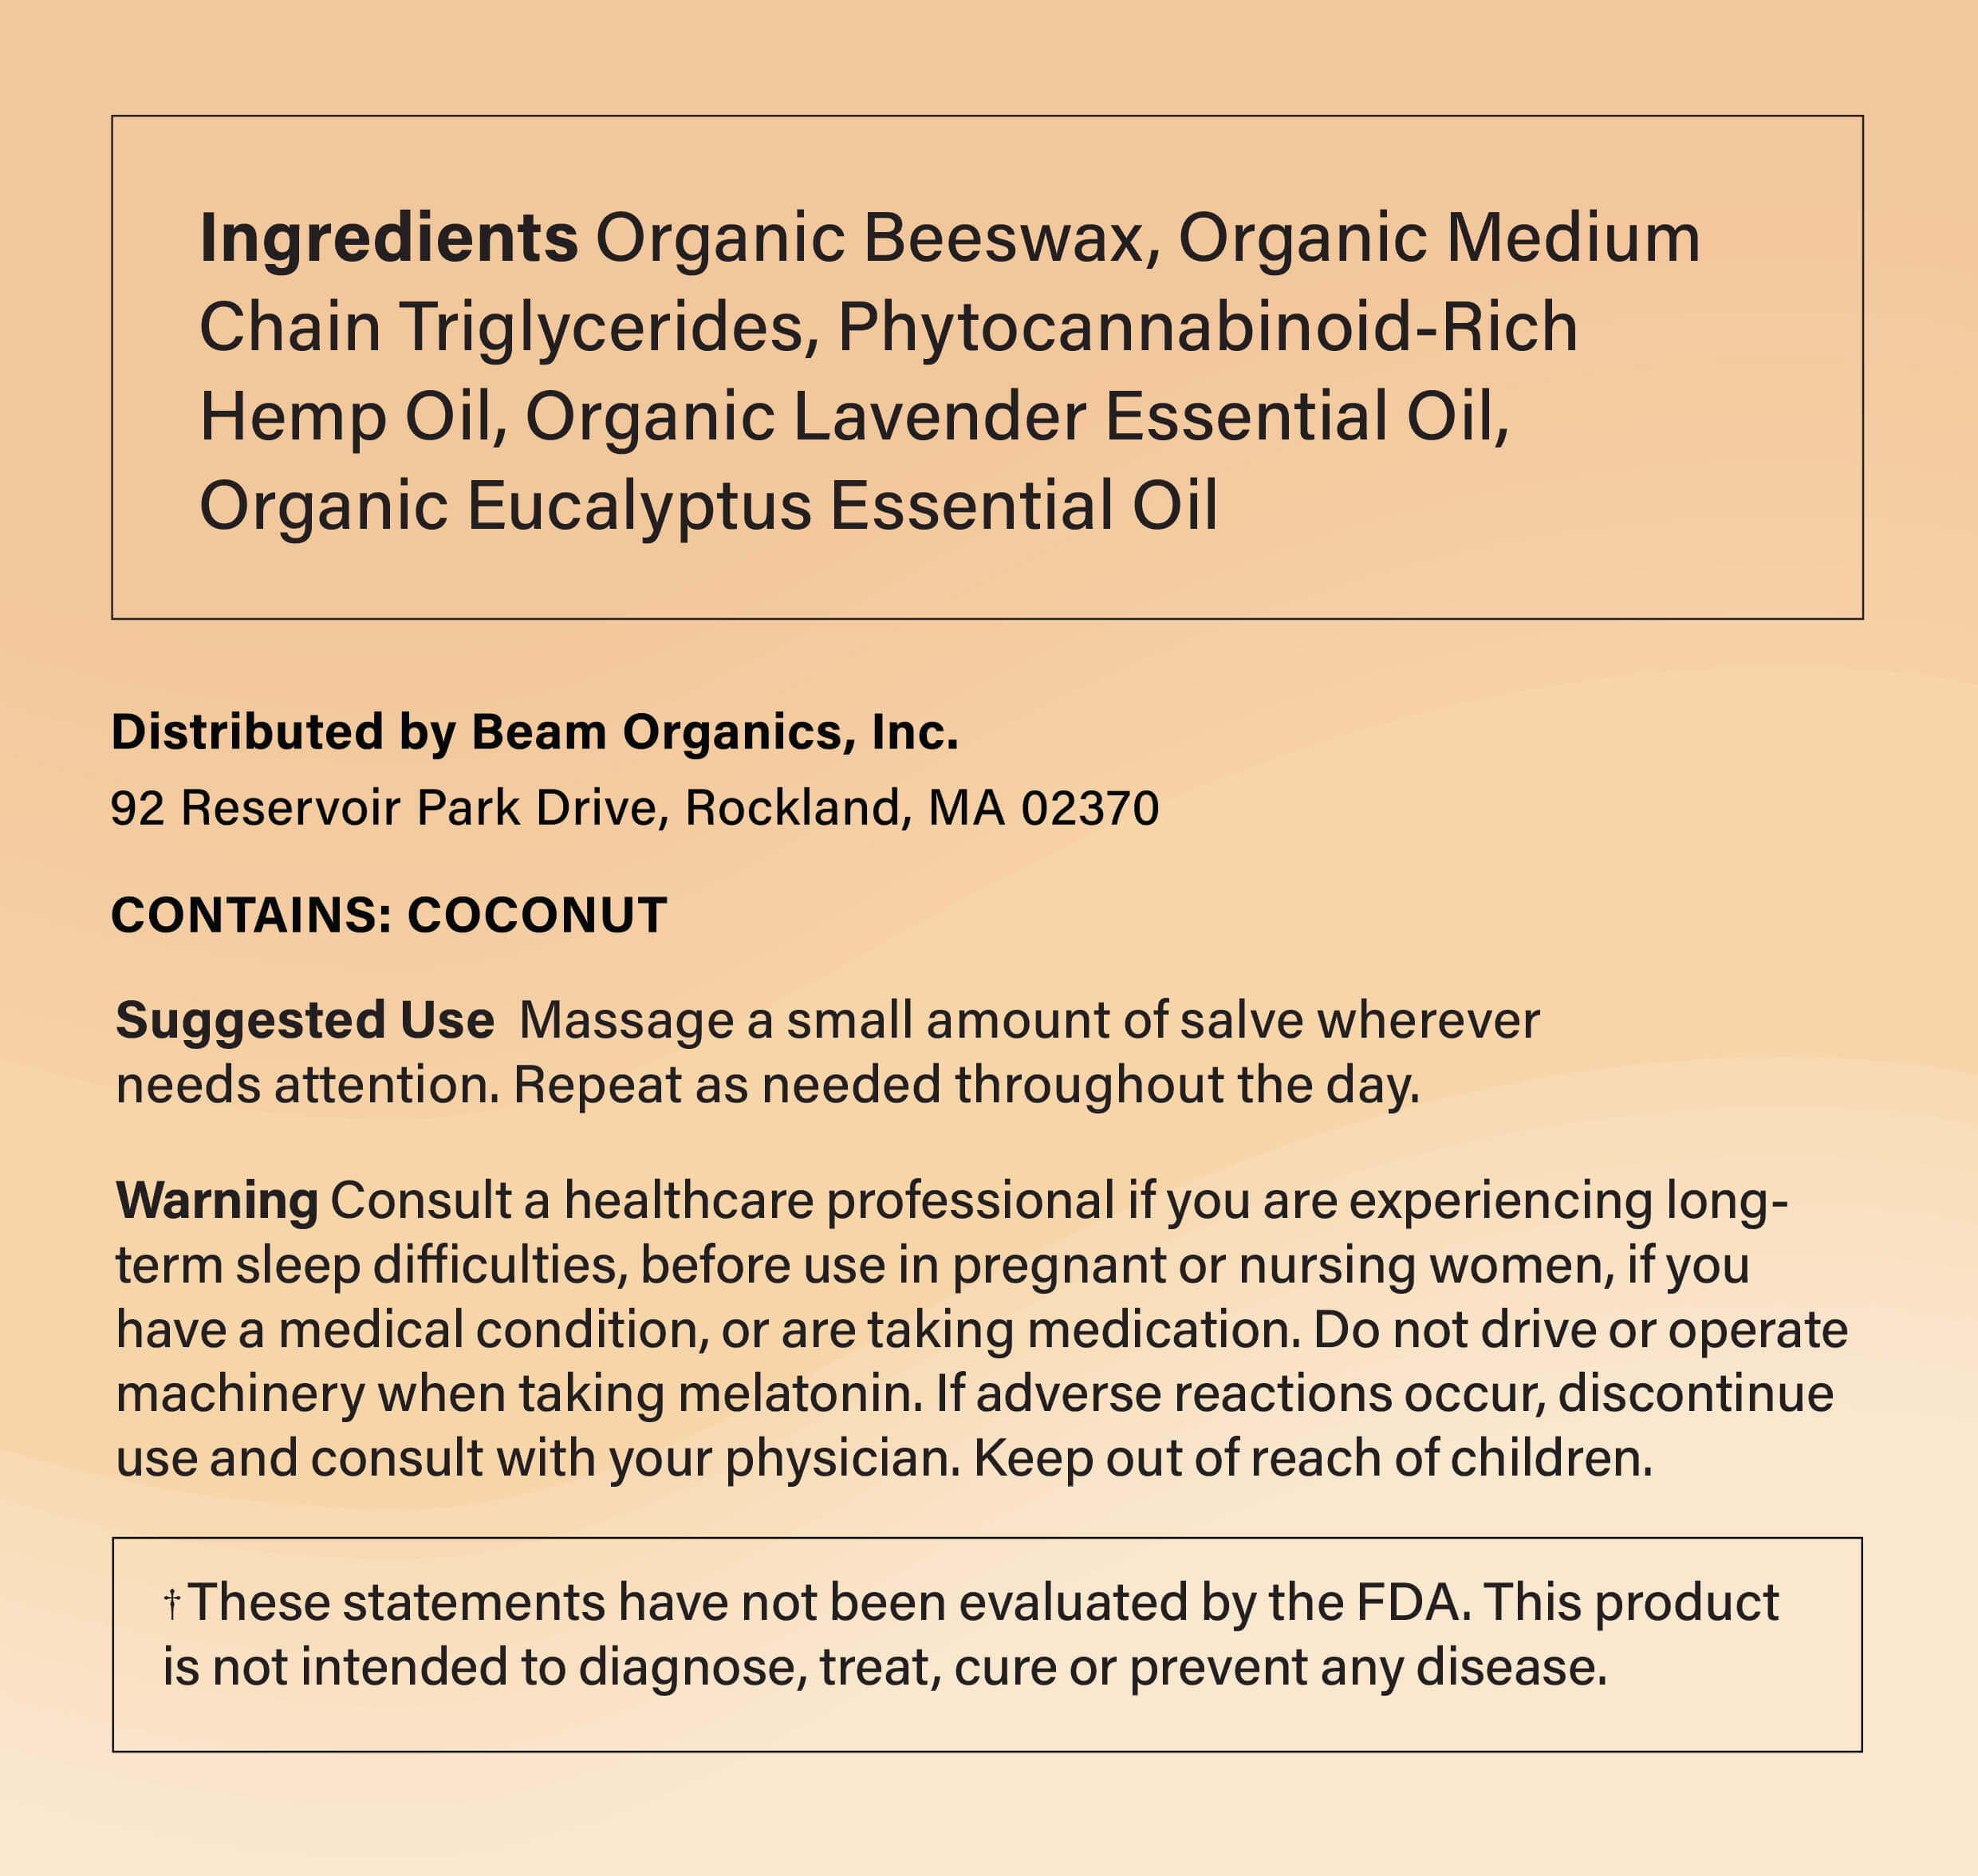 Ingredients Organic Beeswax, Organic Medium
Chain Triglycerides, Phytocannabinoid-Rich
Hemp Oil, Organic Lavender Essential Oil,
Organic Eucalyptus Essential Oil
Distributed by Beam Organics, Inc.
92 Reservoir Park Drive, Rockland, MA 02370
CONTAINS: COCONUT
Suggested Use Massage a small amount of salve wherever
needs attention. Repeat as needed throughout the day.
Warning Consult a healthcare professional if you are experiencing long-
term sleep difficulties, before use in pregnant or nursing women, if you
have a medical condition, or are taking medication. Do not drive or operate
machinery when taking melatonin. If adverse reactions occur, discontinue
use and consult with your physician. Keep out of reach of children.
†These statements have not been evaluated by the FDA. This product
is not intended to diagnose, treat, cure or prevent any disease.